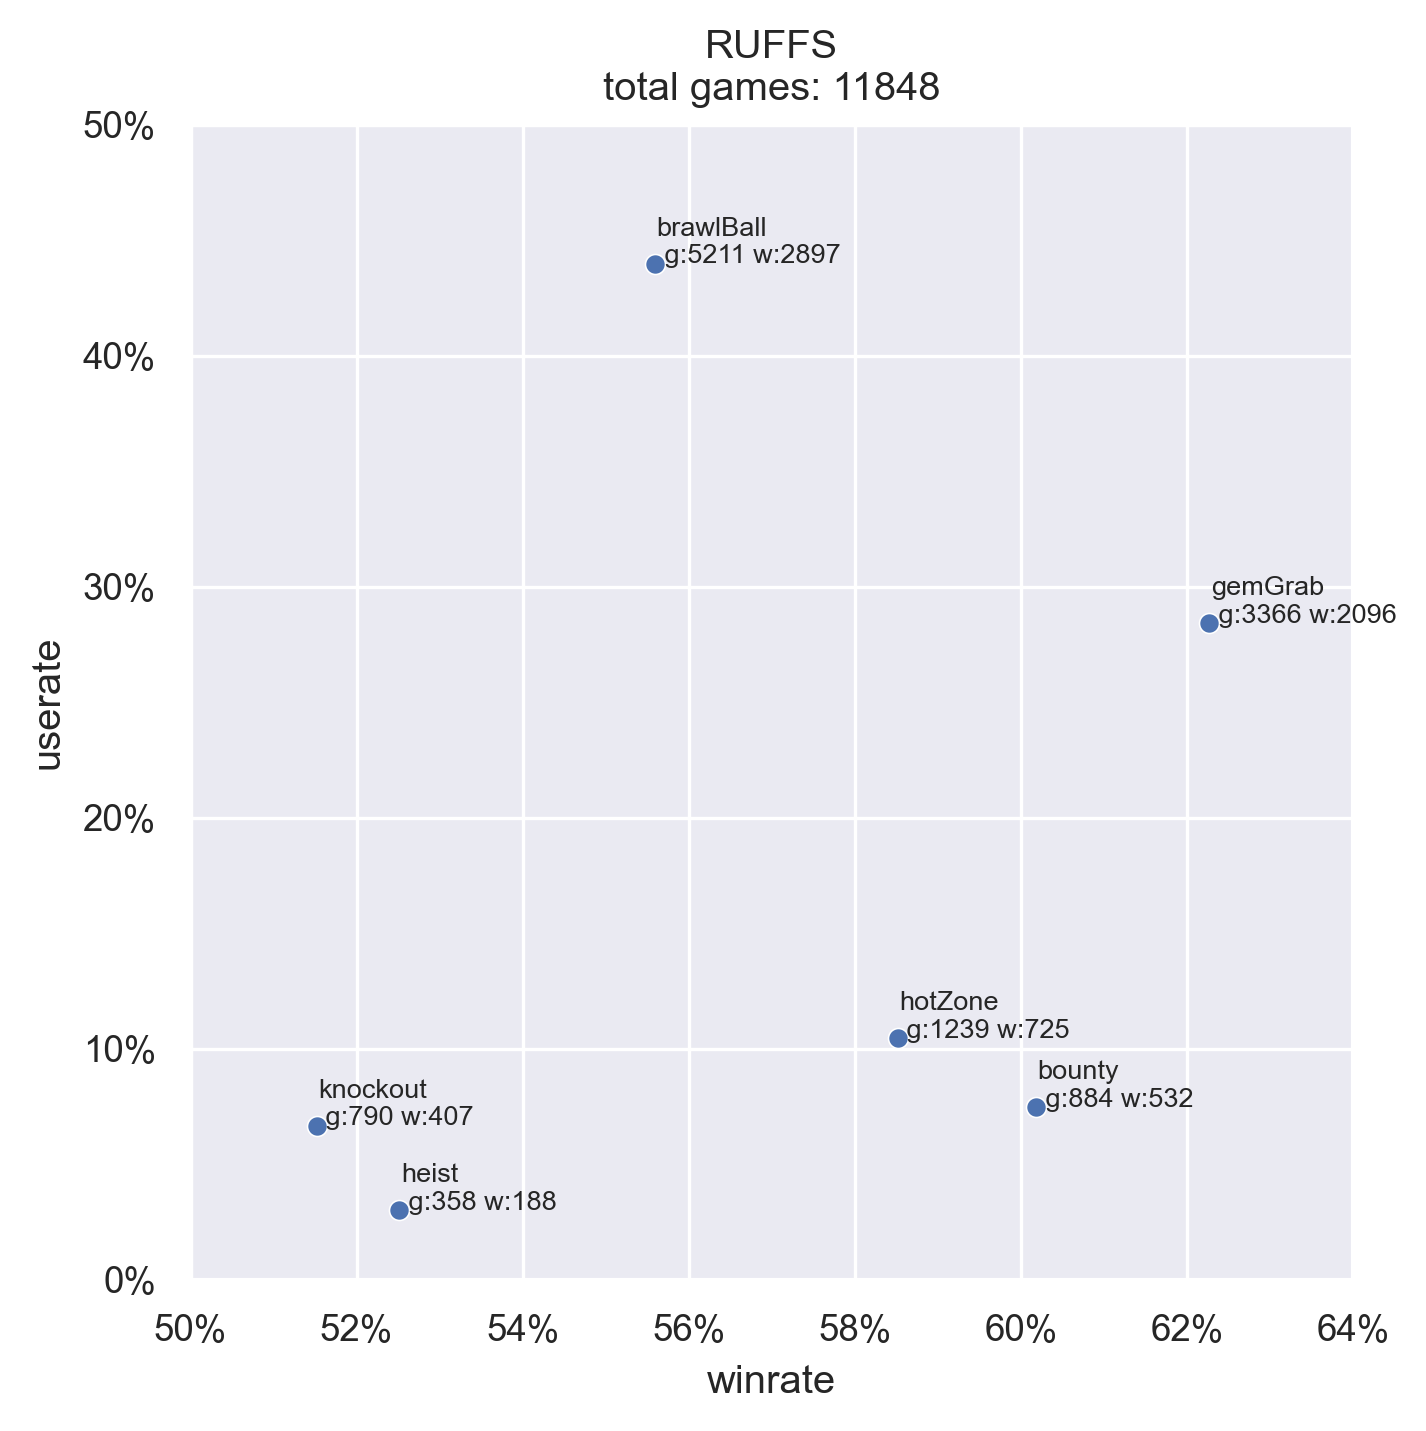 RUFFS
total games: 11848
50%
brawlBall
g:5211 w:2897
40%
30%
gemGrab
g:3366 w:2096
userate
20%
hotZone
g:1239 w:725
10%
bounty
g:884 w:532
knockout
g:790 w:407
heist
g:358 w:188
0%
50% 52% 54% 56% 58% 60% 62% 64%
winrate